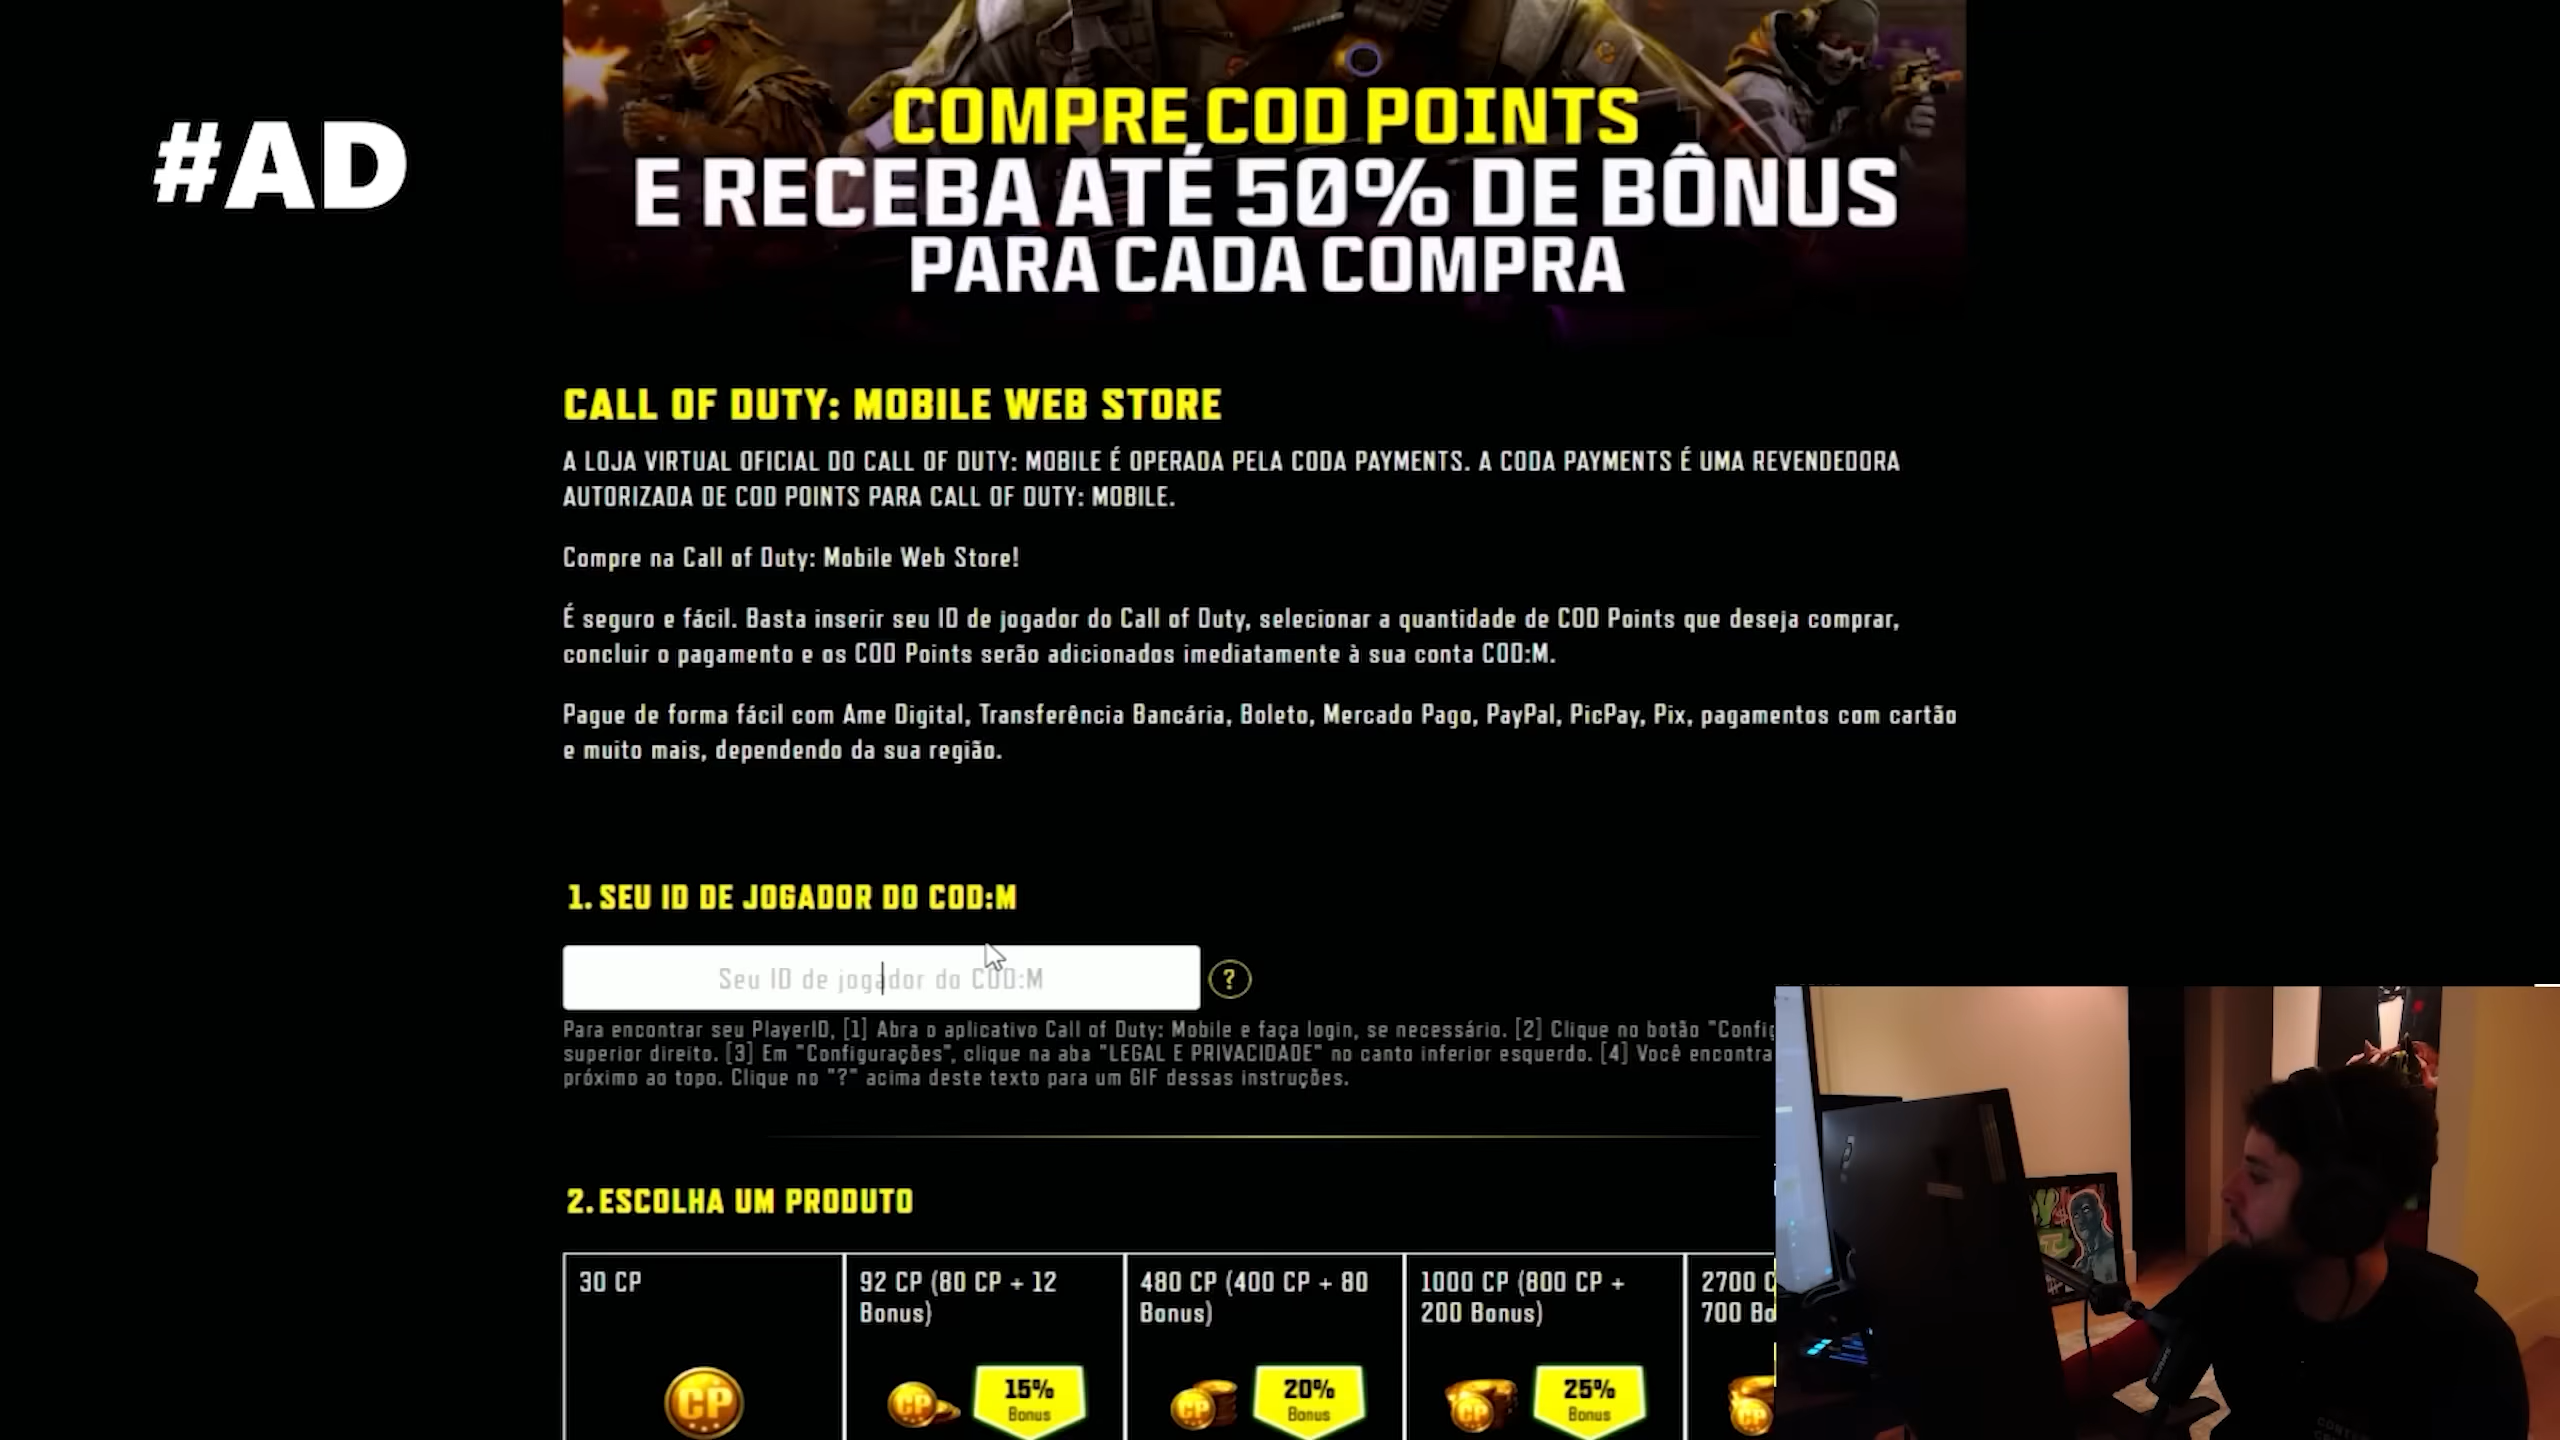 #AD
COMPRE COD POINTS
E RECEBA ATÉ 50% DE BÔNUS
PARA CADA COMPRA
CALL OF DUTY: MOBILE WEB STORE
A LOJA VIRTUAL OFICIAL DO CALL OF DUTY: MOBILE É OPERADA PELA CODA PAYMENTS. A CODA PAYMENTS É UMA REVENDEDORA
AUTORIZADA DE COD POINTS PARA CALL OF DUTY: MOBILE.
Compre na Call of Duty: Mobile Web Store!
É seguro e fácil. Basta inserir seu ID de jogador do Call of Duty, selecionar a quantidade de COD Points que deseja comprar,
concluir o pagamento e os COD Points serão adicionados imediatamente à sua conta COD:M.
Pague de forma fácil com Ame Digital, Transferência Bancária, Boleto, Mercado Pago, PayPal, PicPay, Pix, pagamentos com cartão
e muito mais, dependendo da sua região.
1. SEU ID DE JOGADOR DO COD:M
Seu ID de jogador do COD:M
?
Para encontrar seu PlayerID, [1] Abra o aplicativo Call of Duty: Mobile e faça login, se necessário. [2] Clique no botão "Config
superior direito. [3] Em "Configurações", clique na aba "LEGAL E PRIVACIDADE" no canto inferior esquerdo. [4] Você encontra
próximo ao topo. Clique no "?" acima deste texto para um GIF dessas instruções.
2. ESCOLHA UM PRODUTO
30 CP
CP
92 CP (80 CP + 12
Bonus)
CP
15%
Bonus
480 CP (400 CP + 80
Bonus)
CP
20%
Bonus
1000 CP (800 CP +
200 Bonus)
CP
25%
Bonus
2700 C
700 Bo
CP